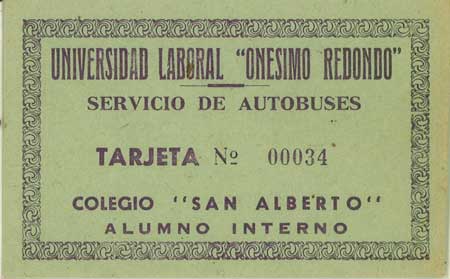 UNIVERSIDAD LABORAL "ONESIMO REDONDO"
SERVICIO DE AUTOBUSES
TARJETA Nº 00034
COLEGIO "SAN ALBERTO"
ALUMNO INTERNO